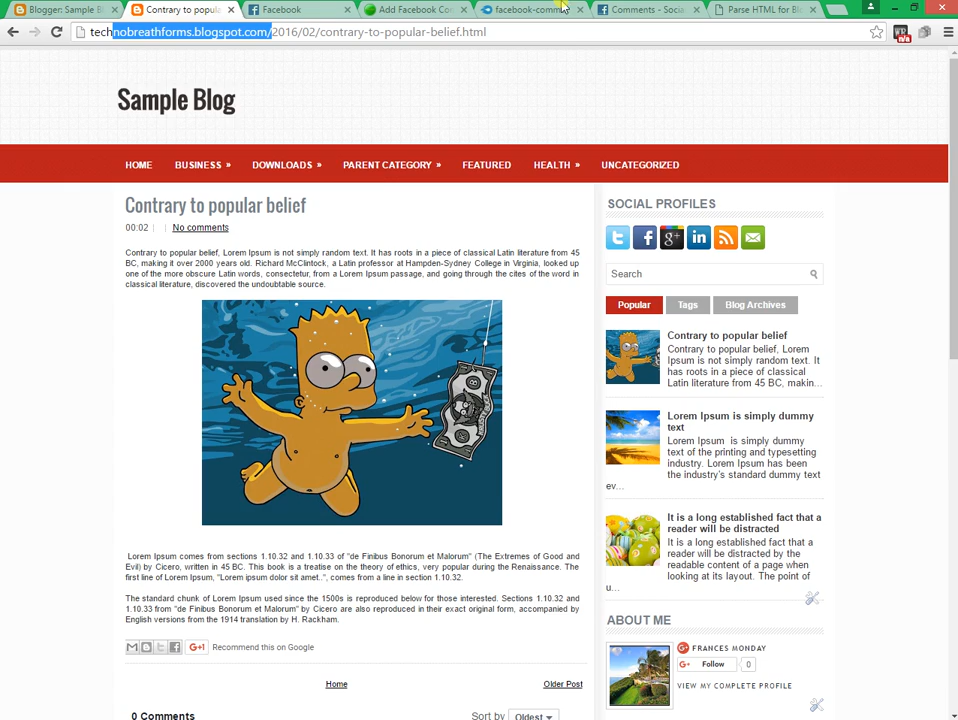 Blogger: Sample B
Contrary to popula
Facebook
Add Facebook Co
facebook-comm
Comments - Socia
Parse HTML for Bl
technobreathforms.blogspot.com/2016/02/contrary-to-popular-belief.html
Sample Blog
HOME
BUSINESS »
DOWNLOADS »
PARENT CATEGORY »
FEATURED
HEALTH »
UNCATEGORIZED
Contrary to popular belief
00:02
No comments
Contrary to popular belief, Lorem Ipsum is not simply random text. It has roots in a piece of classical Latin literature from 45
BC, making it over 2000 years old. Richard McClintock, a Latin professor at Hampden-Sydney College in Virginia, looked up
one of the more obscure Latin words, consectetur, from a Lorem Ipsum passage, and going through the cites of the word in
classical literature, discovered the undoubtable source.
Lorem Ipsum comes from sections 1.10.32 and 1.10.33 of "de Finibus Bonorum et Malorum" (The Extremes of Good and
Evil) by Cicero, written in 45 BC. This book is a treatise on the theory of ethics, very popular during the Renaissance. The
first line of Lorem Ipsum, "Lorem ipsum dolor sit amet..", comes from a line in section 1.10.32.
The standard chunk of Lorem Ipsum used since the 1500s is reproduced below for those interested. Sections 1.10.32 and
1.10.33 from "de Finibus Bonorum et Malorum" by Cicero are also reproduced in their exact original form, accompanied by
English versions from the 1914 translation by H. Rackham.
G+1
Recommend this on Google
Home
Older Post
0 Comments
Sort by
Oldest
SOCIAL PROFILES
Search
Popular
Tags
Blog Archives
Contrary to popular belief
Contrary to popular belief, Lorem
Ipsum is not simply random text. It
has roots in a piece of classical
Latin literature from 45 BC, makin...
Lorem Ipsum is simply dummy
text
Lorem Ipsum is simply dummy
text of the printing and typesetting
industry. Lorem Ipsum has been
the industry's standard dummy text
ev...
It is a long established fact that a
reader will be distracted
It is a long established fact that a
reader will be distracted by the
readable content of a page when
looking at its layout. The point of
u...
ABOUT ME
FRANCES MONDAY
G+ Follow
0
VIEW MY COMPLETE PROFILE